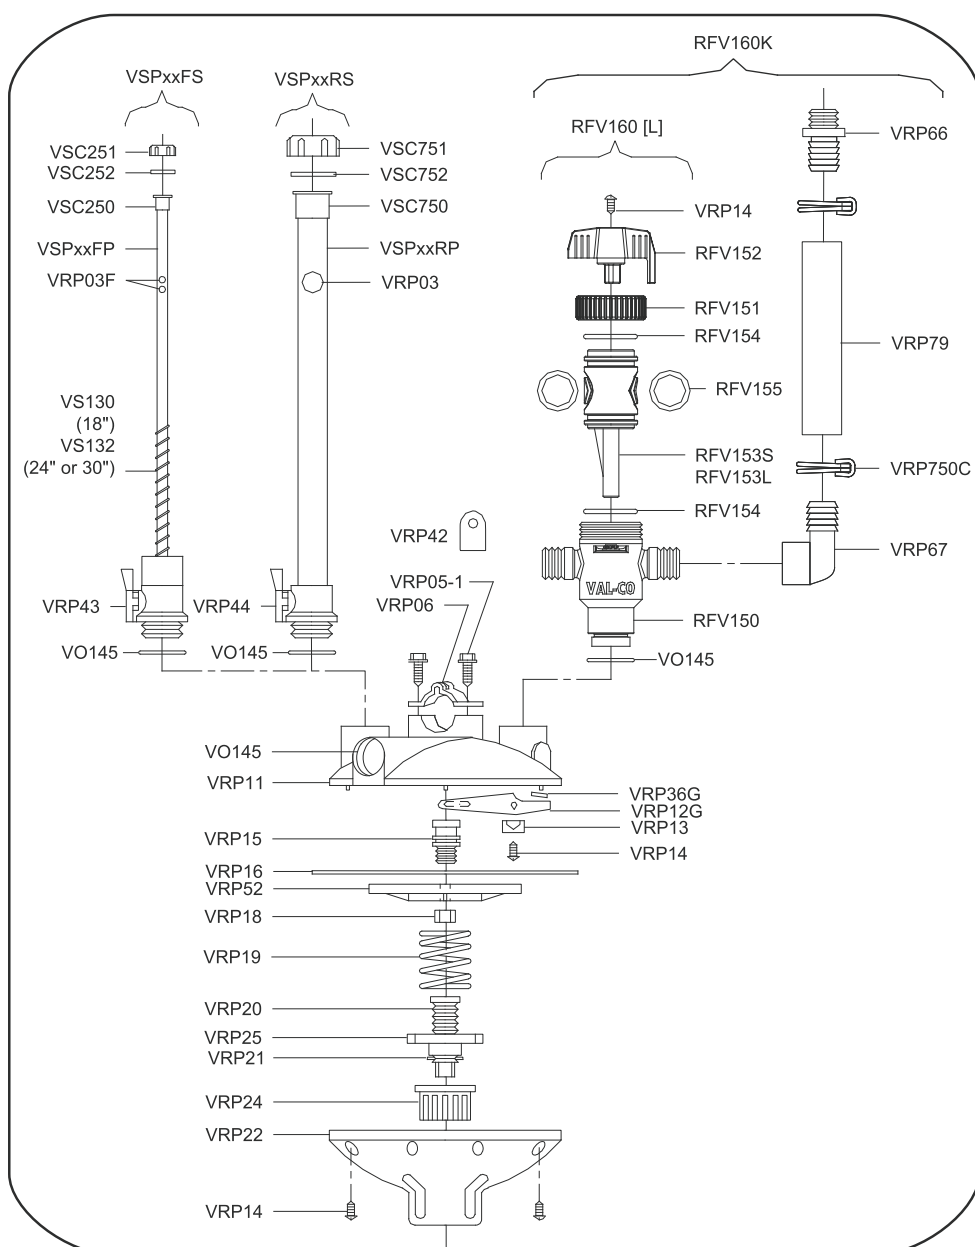 RFV160K
VSPxxFS
VSPxxRS
RFV160 [L]
VSC251
VSC252
VSC250
VSPxxFP
VRP03F
VS130
(18")
VS132
(24" or 30")
VRP43
VO145
VSC751
VSC752
VSC750
VSPxxRP
VRP03
VRP44
VO145
VRP14
RFV152
RFV151
RFV154
RFV155
RFV153S
RFV153L
RFV154
VAL-CO
RFV150
VO145
VRP66
VRP79
VRP750C
VRP67
VRP42
VRP05-1
VRP06
VO145
VRP11
VRP36G
VRP12G
VRP13
VRP14
VRP15
VRP16
VRP52
VRP18
VRP19
VRP20
VRP25
VRP21
VRP24
VRP22
VRP14